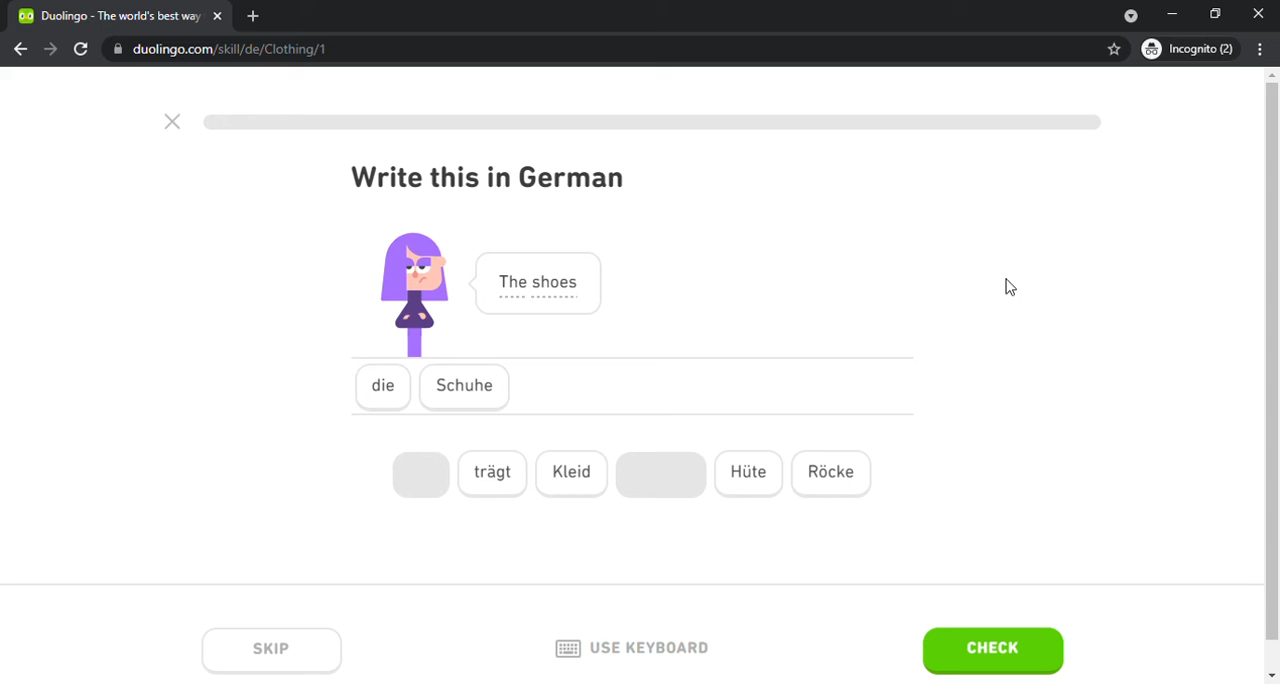 Duolingo - The world's best way
duolingo.com/skill/de/Clothing/1
Incognito (2)
Write this in German
The shoes
die Schuhe
trägt Kleid Hüte Röcke
SKIP
USE KEYBOARD
CHECK